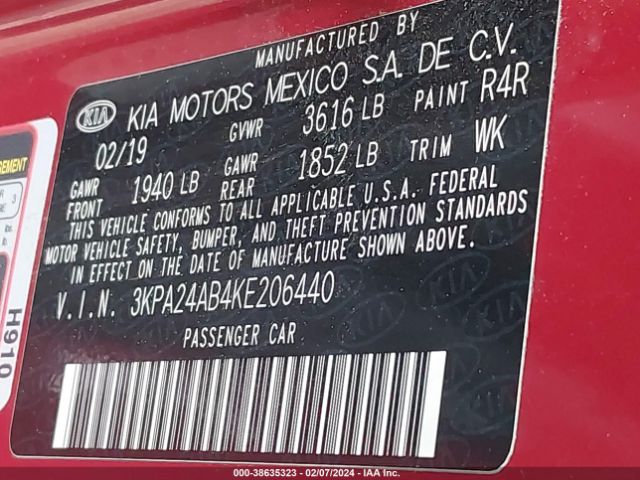 MANUFACTURED BY
KIA KIA MOTORS MEXICO S.A. DE C.V.
02/19 GVWR 3616 LB PAINT R4R
GAWR FRONT 1940 LB GAWR REAR 1852 LB TRIM WK
THIS VEHICLE CONFORMS TO ALL APPLICABLE U.S.A. FEDERAL
MOTOR VEHICLE SAFETY, BUMPER, AND THEFT PREVENTION STANDARDS
IN EFFECT ON THE DATE OF MANUFACTURE SHOWN ABOVE.
V.I.N. 3KPA24AB4KE206440
PASSENGER CAR
H910
000-38635323 - 02/07/2024 - IAA Inc.